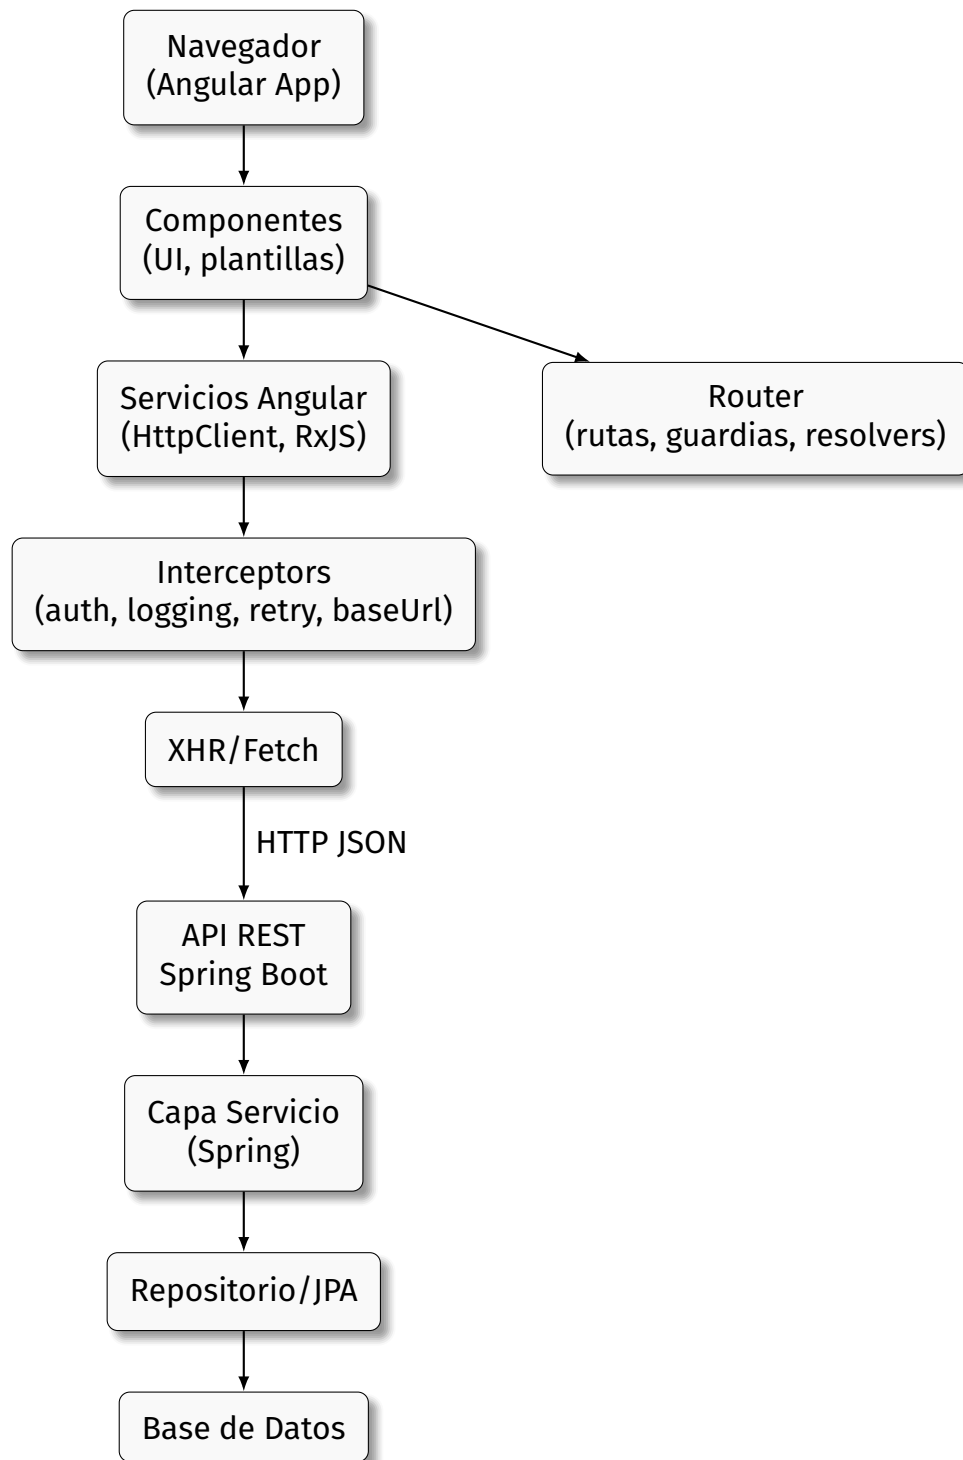 Navegador
(Angular App)
Componentes
(UI, plantillas)
Servicios Angular
(HttpClient, RxJS)
Router
(rutas, guardias, resolvers)
Interceptors
(auth, logging, retry, baseUrl)
XHR/Fetch
HTTP JSON
API REST
Spring Boot
Capa Servicio
(Spring)
Repositorio/JPA
Base de Datos